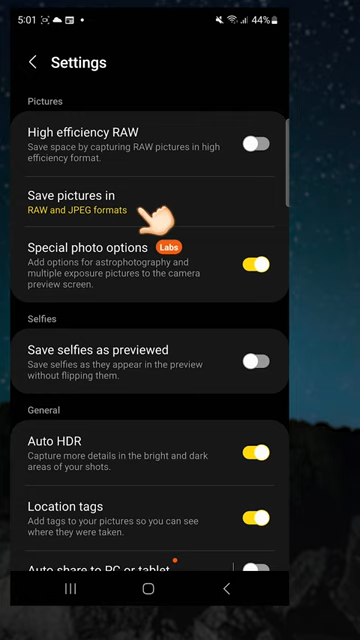 5:01 44%
Settings
Pictures
High efficiency RAW
Save space by capturing RAW pictures in high
efficiency format.
Save pictures in
RAW and JPEG formats
Special photo options Labs
Add options for astrophotography and
multiple exposure pictures to the camera
preview screen.
Selfies
Save selfies as previewed
Save selfies as they appear in the preview
without flipping them.
General
Auto HDR
Capture more details in the bright and dark
areas of your shots.
Location tags
Add tags to your pictures so you can see
where they were taken.
Auto share to PC or tablet